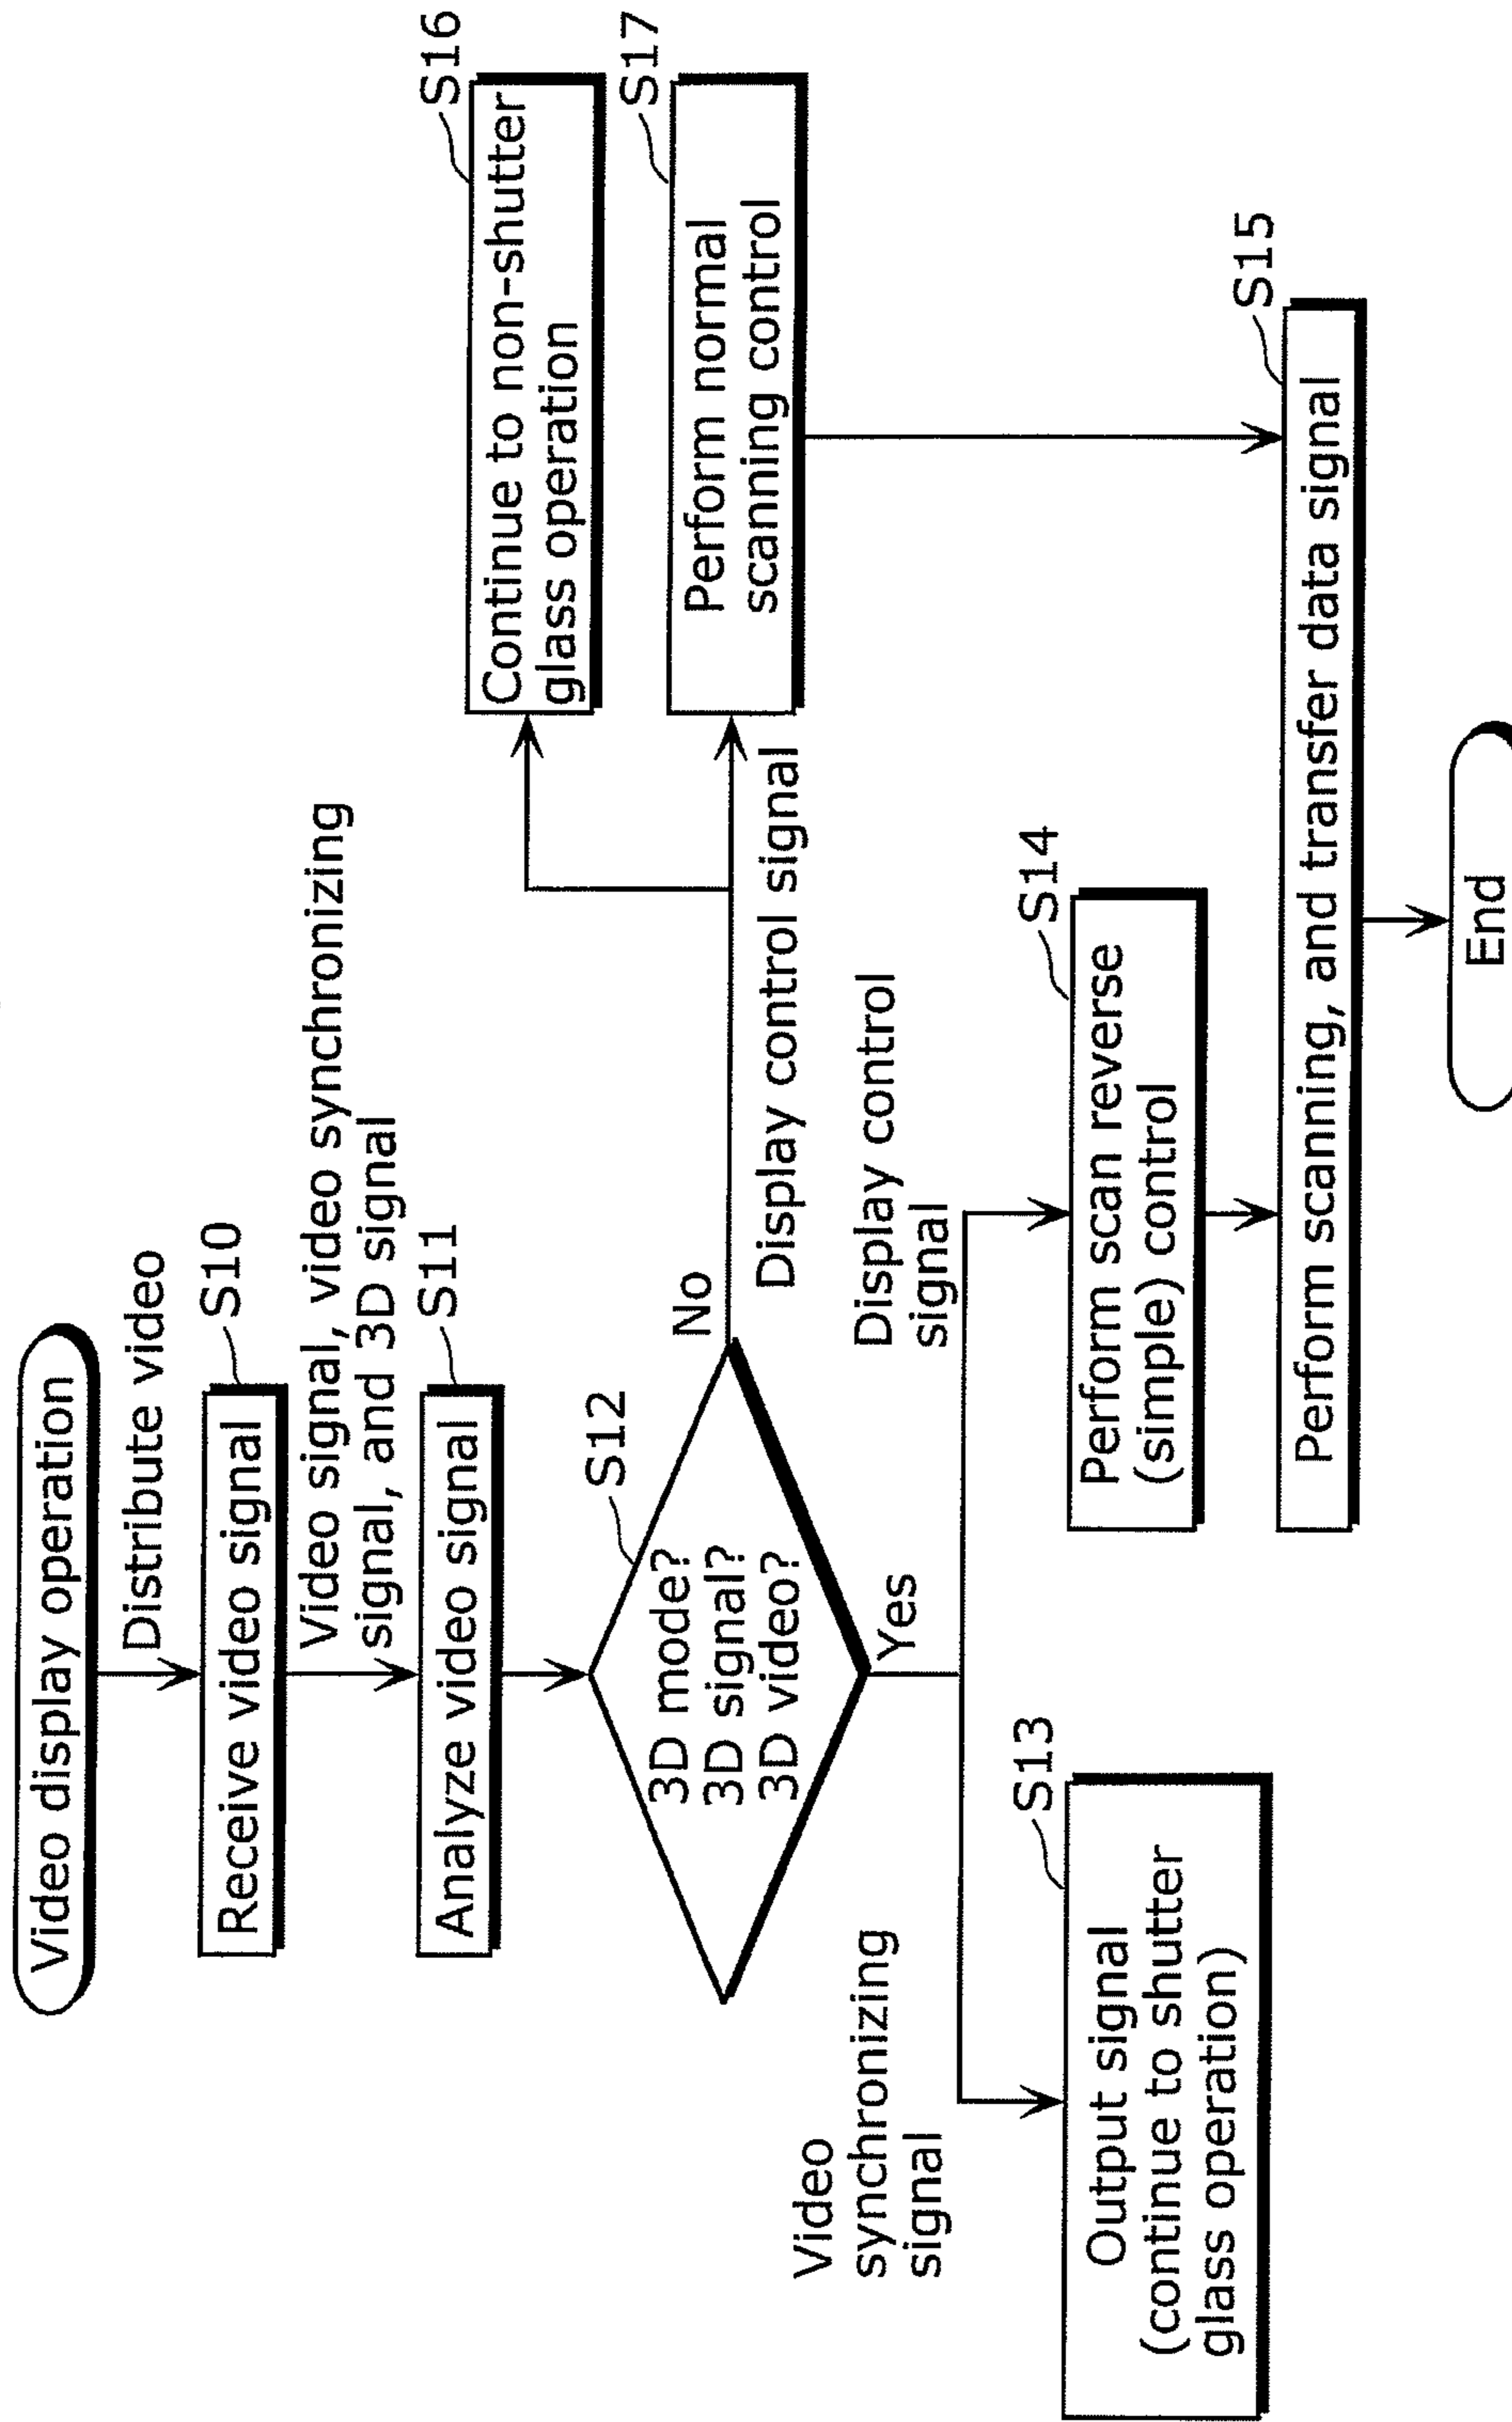 Video display operation
Distribute video
S10
Receive video signal
Video signal, video synchronizing
signal, and 3D signal
S11
Analyze video signal
S12
3D mode?
3D signal?
3D video?
No
Display control signal
S16
Continue to non-shutter
glass operation
S17
Perform normal
scanning control
Yes
Video
synchronizing
signal
Display control
signal
S13
Output signal
(continue to shutter
glass operation)
S14
Perform scan reverse
(simple) control
S15
Perform scanning, and transfer data signal
End